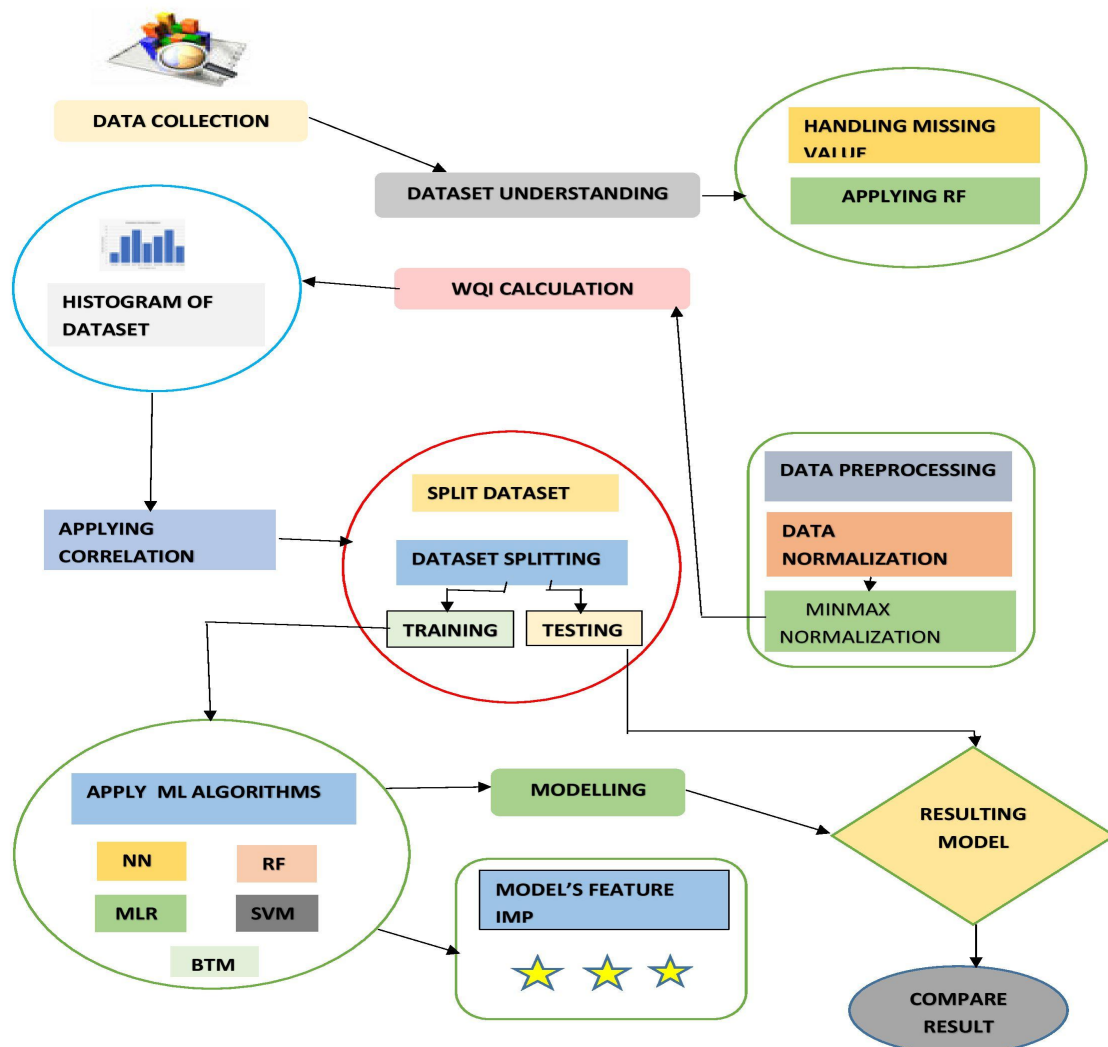 DATA COLLECTION
DATASET UNDERSTANDING
HANDLING MISSING
VALUE
APPLYING RF
WQI CALCULATION
HISTOGRAM OF
DATASET
APPLYING
CORRELATION
SPLIT DATASET
DATASET SPLITTING
TRAINING
TESTING
DATA PREPROCESSING
DATA
NORMALIZATION
MINMAX
NORMALIZATION
APPLY ML ALGORITHMS
NN
RF
MLR
SVM
BTM
MODELLING
MODEL'S FEATURE
IMP
RESULTING
MODEL
COMPARE
RESULT